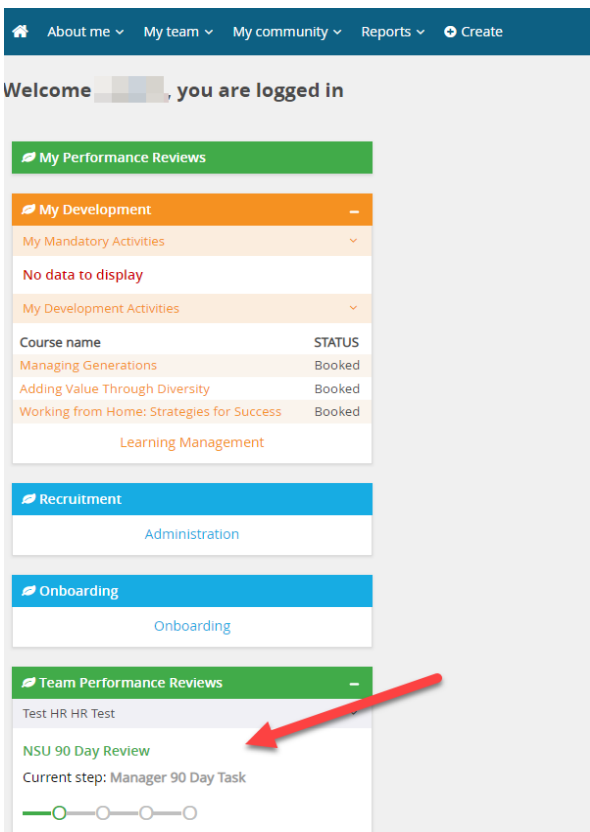 About me My team My community Reports Create
Welcome , you are logged in
My Performance Reviews
My Development
My Mandatory Activities
No data to display
My Development Activities
Course name STATUS
Managing Generations Booked
Adding Value Through Diversity Booked
Working from Home: Strategies for Success Booked
Learning Management
Recruitment
Administration
Onboarding
Onboarding
Team Performance Reviews
Test HR HR Test
NSU 90 Day Review
Current step: Manager 90 Day Task